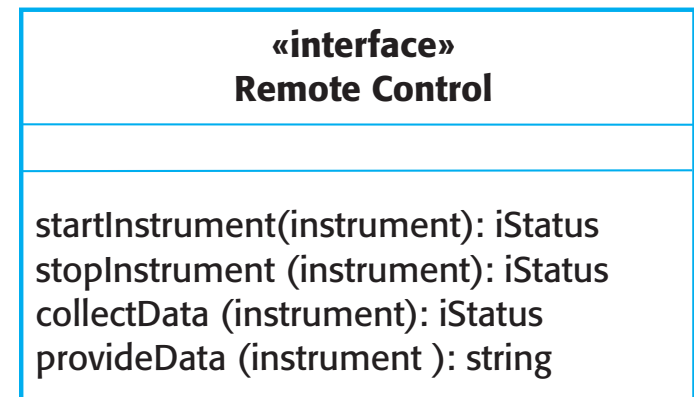 «interface»
Remote Control
startInstrument(instrument): iStatus
stopInstrument (instrument): iStatus
collectData (instrument): iStatus
provideData (instrument ): string